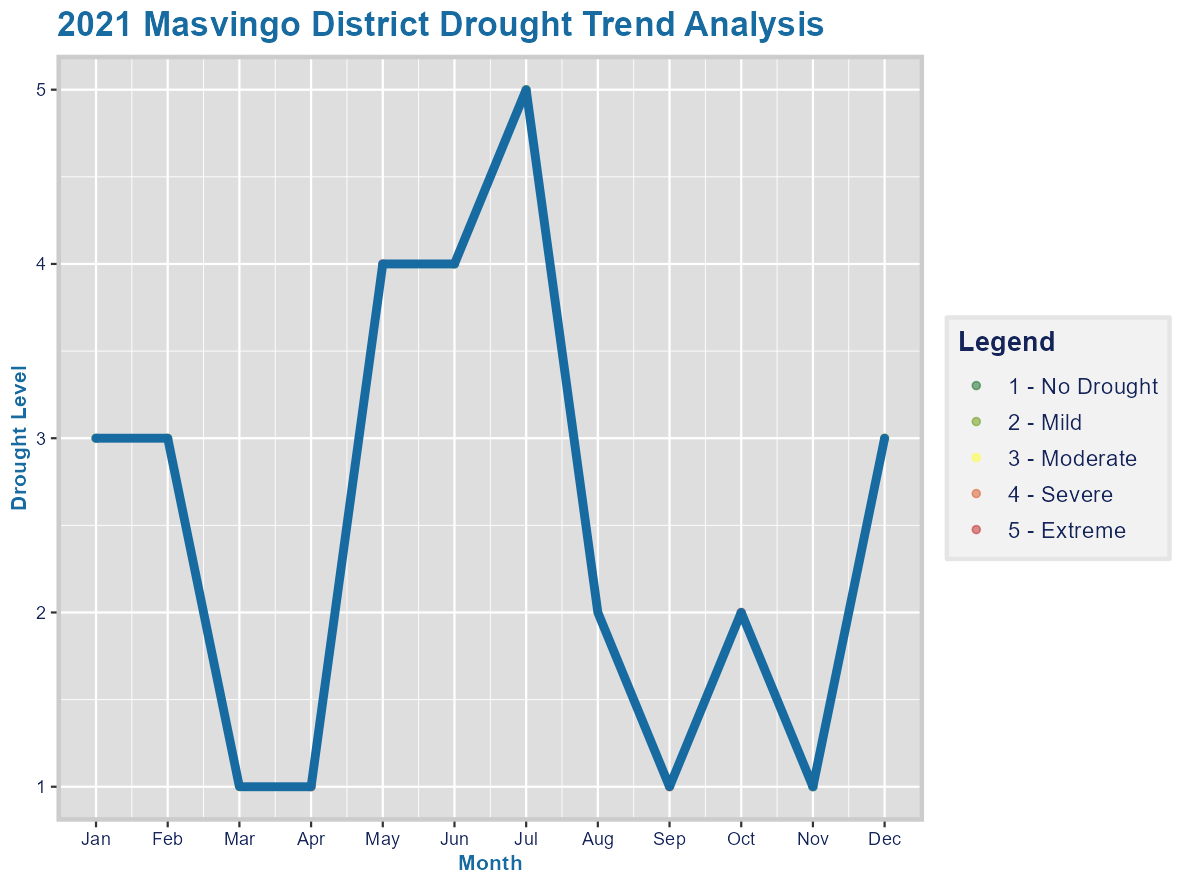 2021 Masvingo District Drought Trend Analysis
5
4
3
2
1
Drought Level
Jan Feb Mar Apr May Jun Jul Aug Sep Oct Nov Dec
Month
Legend
1 - No Drought
2 - Mild
3 - Moderate
4 - Severe
5 - Extreme